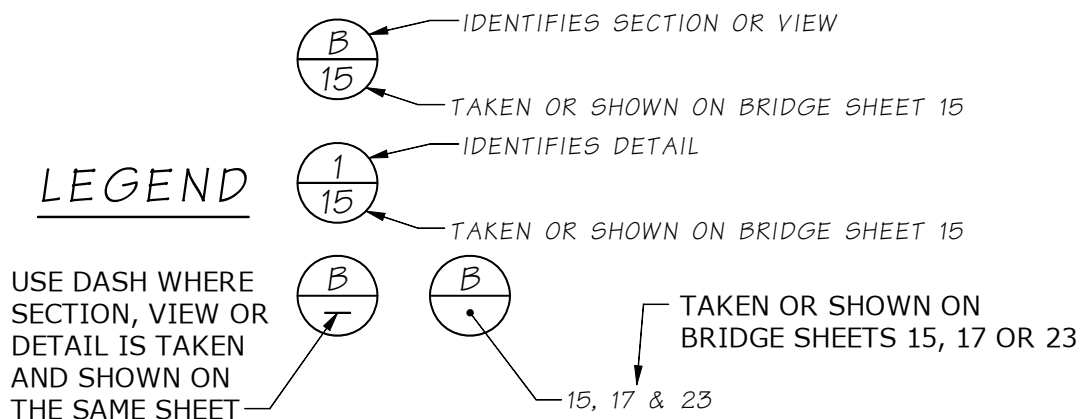 B
15
IDENTIFIES SECTION OR VIEW
TAKEN OR SHOWN ON BRIDGE SHEET 15
LEGEND
1
15
IDENTIFIES DETAIL
TAKEN OR SHOWN ON BRIDGE SHEET 15
USE DASH WHERE
SECTION, VIEW OR
DETAIL IS TAKEN
AND SHOWN ON
THE SAME SHEET
B
–
B
15, 17 & 23
TAKEN OR SHOWN ON
BRIDGE SHEETS 15, 17 OR 23